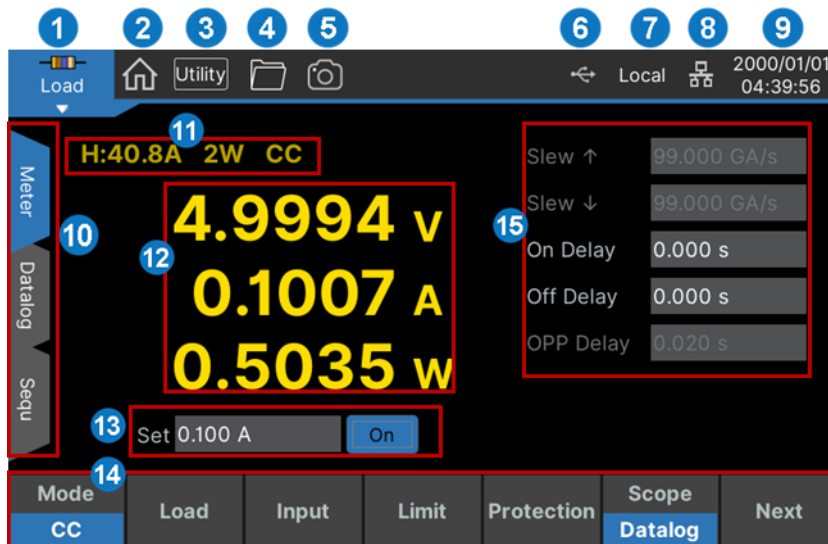 1 2 3 4 5 6 7 8 9
Load Utility Local 2000/01/01
04:39:56
11
H:40.8A 2W CC
Meter
10
Datalog
Sequ
12
4.9994 V
0.1007 A
0.5035 W
15
Slew ↑ 99.000 GA/s
Slew ↓ 99.000 GA/s
On Delay 0.000 s
Off Delay 0.000 s
OPP Delay 0.020 s
13
Set 0.100 A On
14
Mode
CC
Load
Input
Limit
Protection
Scope
Datalog
Next